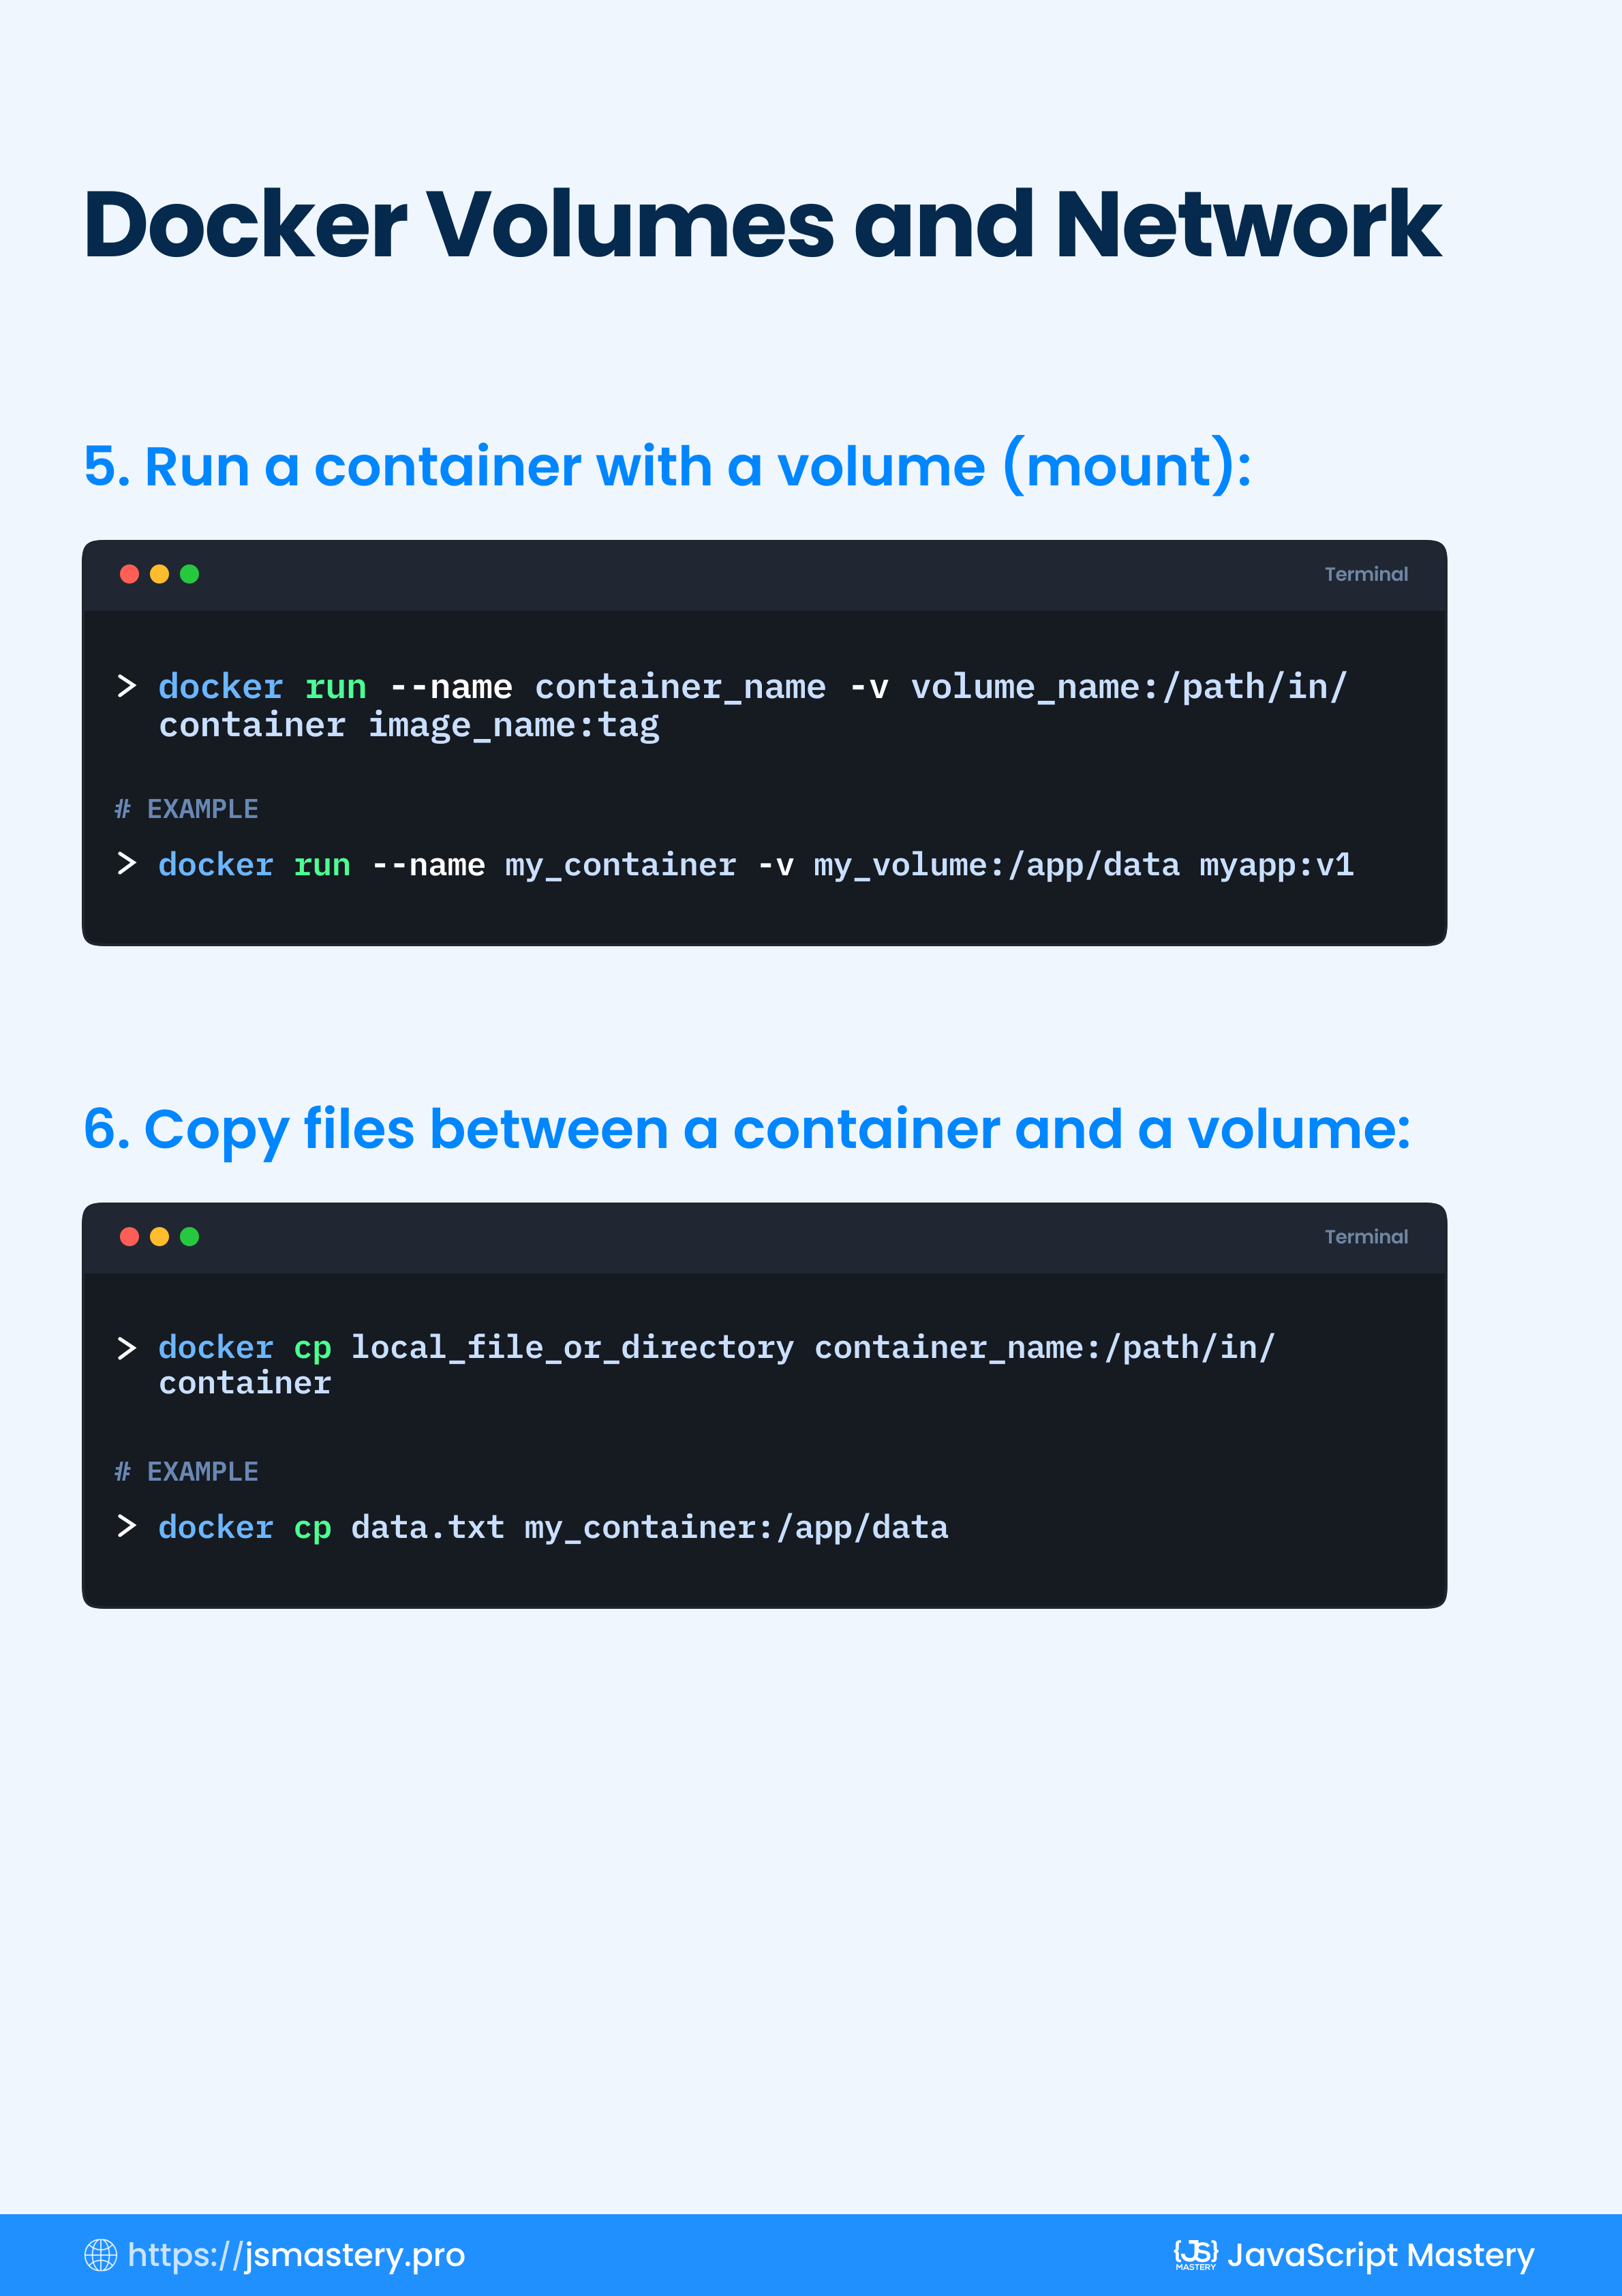 Docker Volumes and Network
5. Run a container with a volume (mount):
Terminal
> docker run --name container_name -v volume_name:/path/in/
container image_name:tag
# EXAMPLE
> docker run --name my_container -v my_volume:/app/data myapp:v1
6. Copy files between a container and a volume:
Terminal
> docker cp local_file_or_directory container_name:/path/in/
container
# EXAMPLE
> docker cp data.txt my_container:/app/data
https://jsmastery.pro
{JS} MASTERY JavaScript Mastery